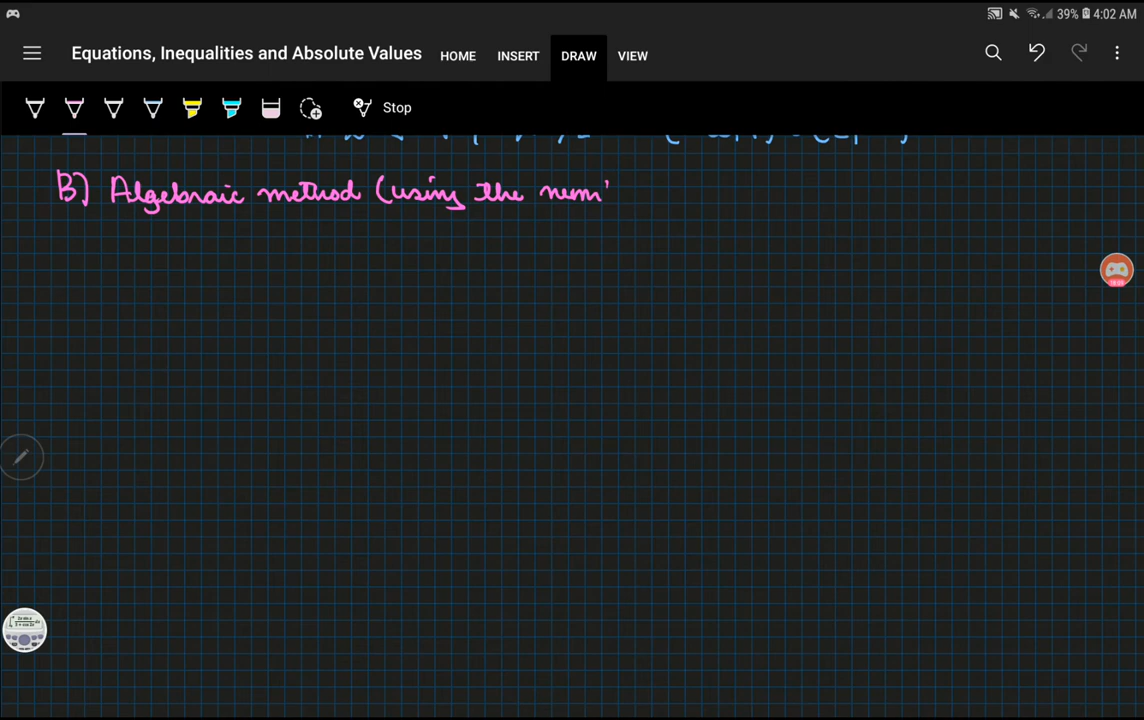 39% 4:02 AM
Equations, Inequalities and Absolute Values HOME INSERT DRAW VIEW
Stop
B) Algebraic method (using the num